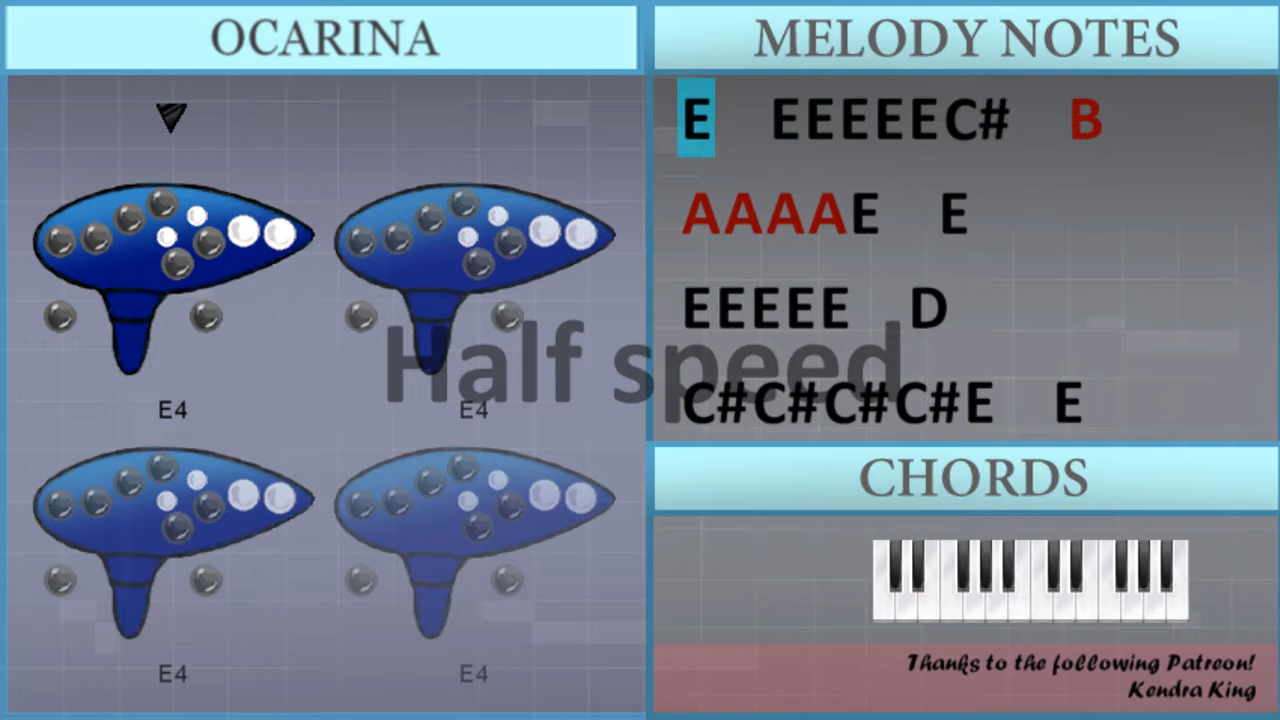 OCARINA
E4 E4
E4 E4
MELODY NOTES
E EEEEEC# B
AAAAE E
EEEEE D
C#C#C#C#E E
Half speed
CHORDS
Thanks to the following Patreon!
Kendra King